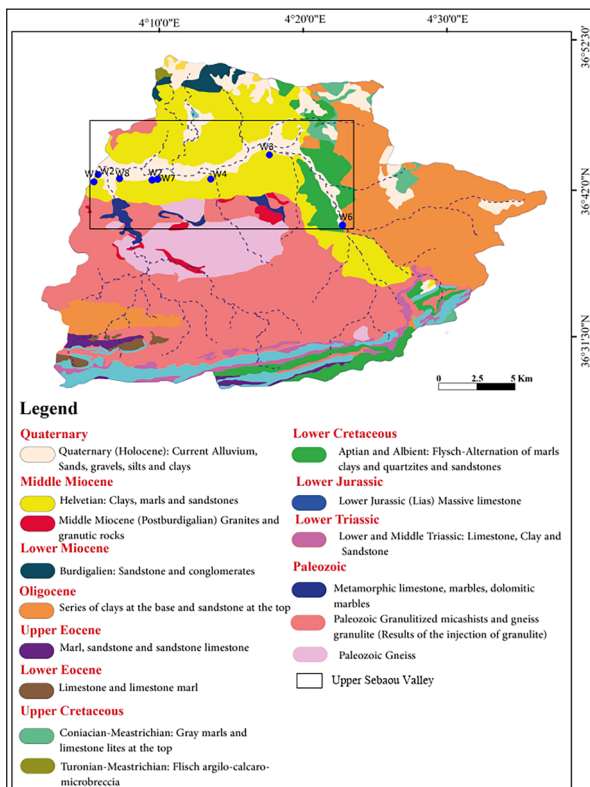 4°10'0"E
4°20'0"E
4°30'0"E
36°52'30"
36°42'0"N
36°31'0"N
W1
W2
W8
W7
W7
W4
W3
W6
0 2.5 5 Km
Legend
Quaternary
Quaternary (Holocene): Current Alluvium,
Sands, gravels, silts and clays
Middle Miocene
Helvetian: Clays, marls and sandstones
Middle Miocene (Postburdigalian) Granites and
granutic rocks
Lower Miocene
Burdigalien: Sandstone and conglomerates
Oligocene
Series of clays at the base and sandstone at the top
Upper Eocene
Marl, sandstone and sandstone limestone
Lower Eocene
Limestone and limestone marl
Upper Cretaceous
Coniacian-Meastrichian: Gray marls and
limestone lites at the top
Turonian-Meastrichian: Flisch argilo-calcaro-
microbreccia
Lower Cretaceous
Aptian and Albient: Flysch-Alternation of marls
clays and quartzites and sandstones
Lower Jurassic
Lower Jurassic (Lias) Massive limestone
Lower Triassic
Lower and Middle Triassic: Limestone, Clay and
Sandstone
Paleozoic
Metamorphic limestone, marbles, dolomitic
marbles
Paleozoic Granulitized micashists and gneiss
granulite (Results of the injection of granulite)
Paleozoic Gneiss
Upper Sebaou Valley